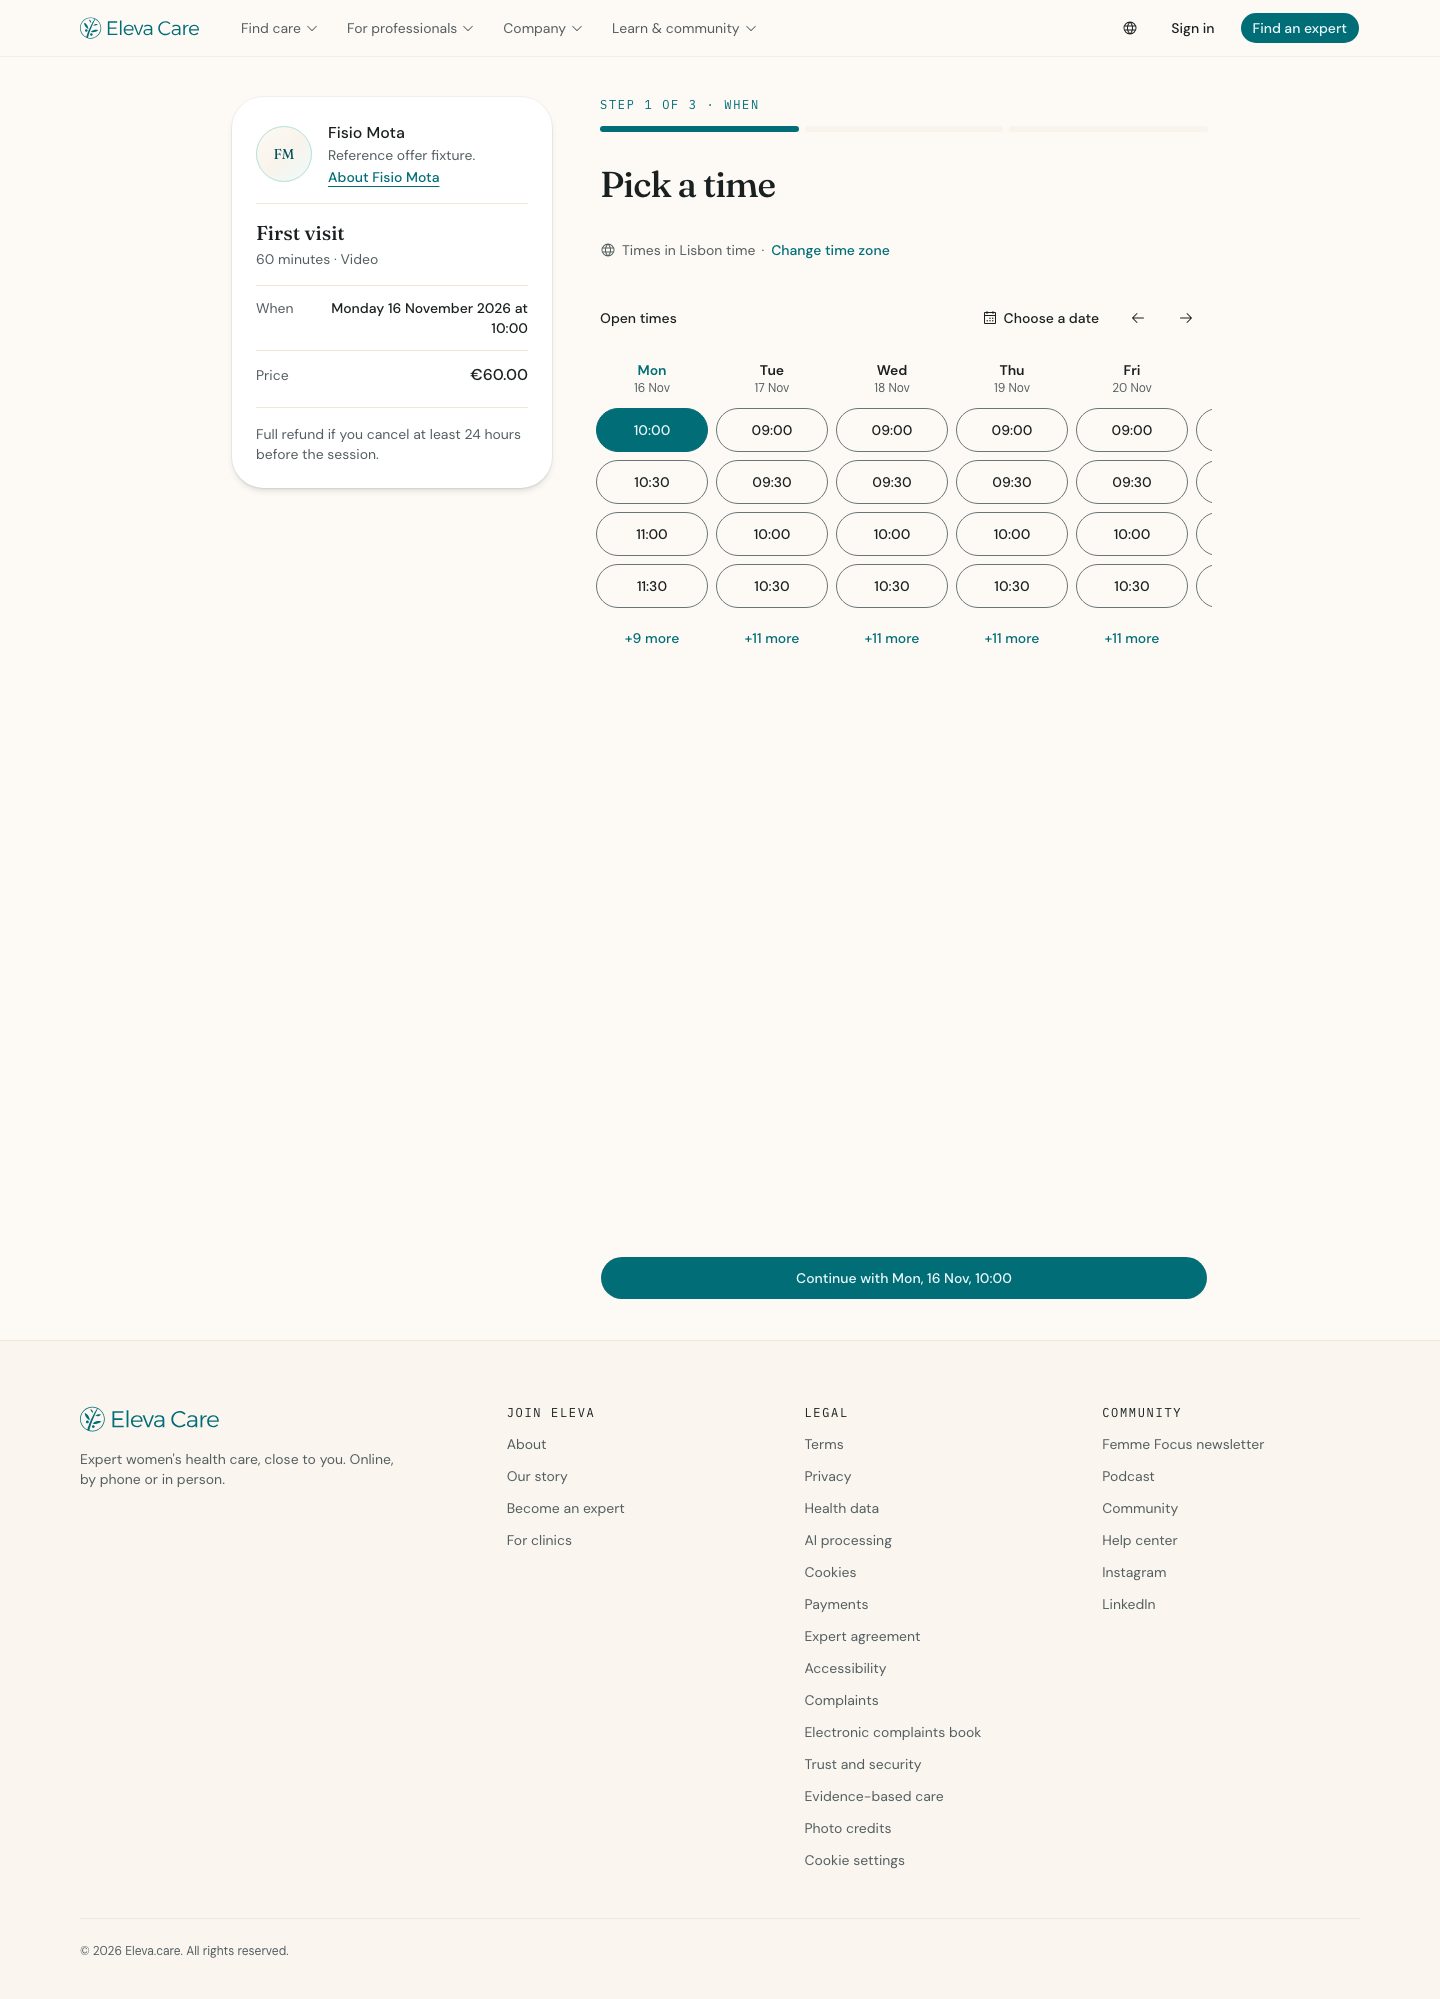 Eleva Care
Find care
For professionals
Company
Learn & community
Sign in
Find an expert
FM
Fisio Mota
Reference offer fixture.
About Fisio Mota
First visit
60 minutes · Video
When
Monday 16 November 2026 at
10:00
Price
€60.00
Full refund if you cancel at least 24 hours
before the session.
STEP 1 OF 3 · WHEN
Pick a time
Times in Lisbon time · Change time zone
Open times
Choose a date
Mon Tue Wed Thu Fri
16 Nov 17 Nov 18 Nov 19 Nov 20 Nov
10:00 09:00 09:00 09:00 09:00
10:30 09:30 09:30 09:30 09:30
11:00 10:00 10:00 10:00 10:00
11:30 10:30 10:30 10:30 10:30
+9 more +11 more +11 more +11 more +11 more
Continue with Mon, 16 Nov, 10:00
Eleva Care
Expert women's health care, close to you. Online,
by phone or in person.
JOIN ELEVA
About
Our story
Become an expert
For clinics
LEGAL
Terms
Privacy
Health data
AI processing
Cookies
Payments
Expert agreement
Accessibility
Complaints
Electronic complaints book
Trust and security
Evidence-based care
Photo credits
Cookie settings
COMMUNITY
Femme Focus newsletter
Podcast
Community
Help center
Instagram
LinkedIn
© 2026 Eleva.care. All rights reserved.